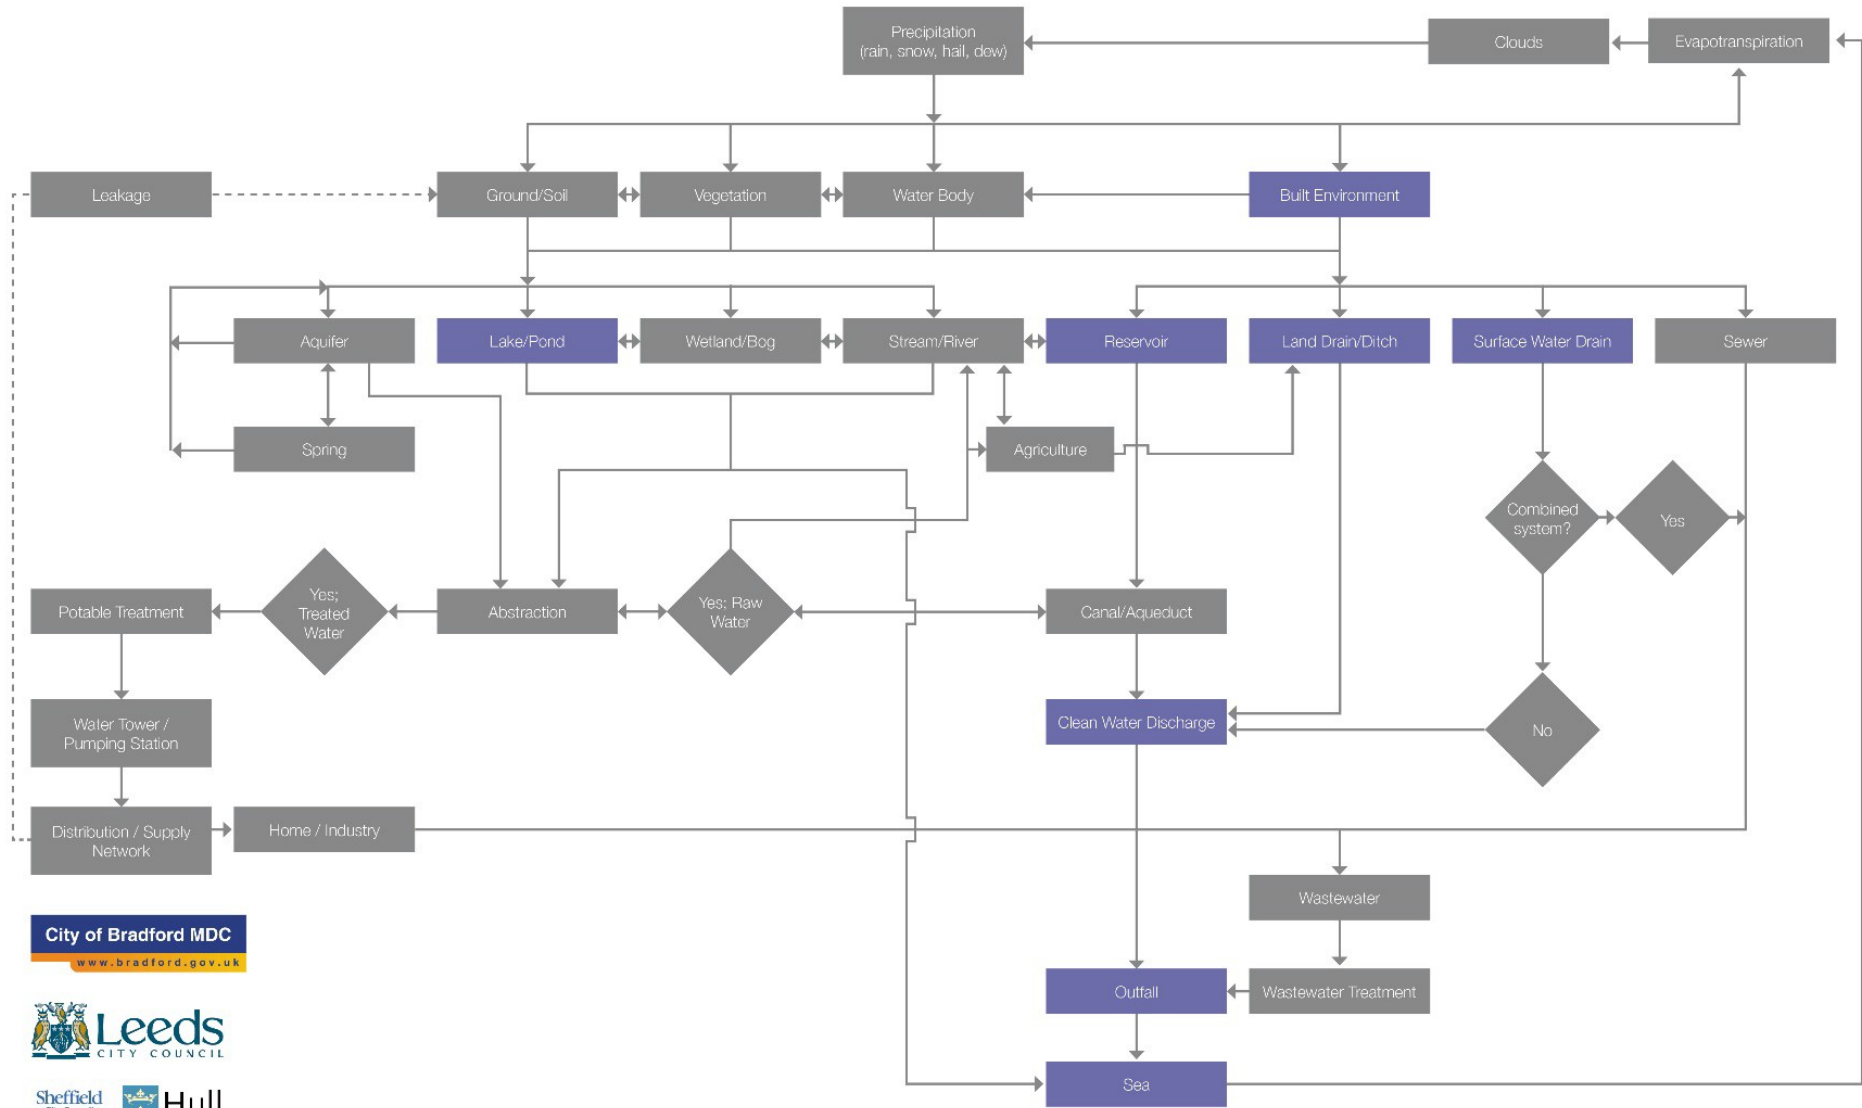 Precipitation
(rain, snow, hail, dew)
Clouds
Evapotranspiration
Leakage
Ground/Soil
Vegetation
Water Body
Built Environment
Aquifer
Lake/Pond
Wetland/Bog
Stream/River
Reservoir
Land Drain/Ditch
Surface Water Drain
Sewer
Spring
Agriculture
Combined
system?
Yes
Potable Treatment
Yes;
Treated
Water
Abstraction
Yes; Raw
Water
Canal/Aqueduct
Water Tower /
Pumping Station
Clean Water Discharge
No
Distribution / Supply
Network
Home / Industry
Wastewater
City of Bradford MDC
www.bradford.gov.uk
Outfall
Wastewater Treatment
Leeds
CITY COUNCIL
Sea
Sheffield
Hull